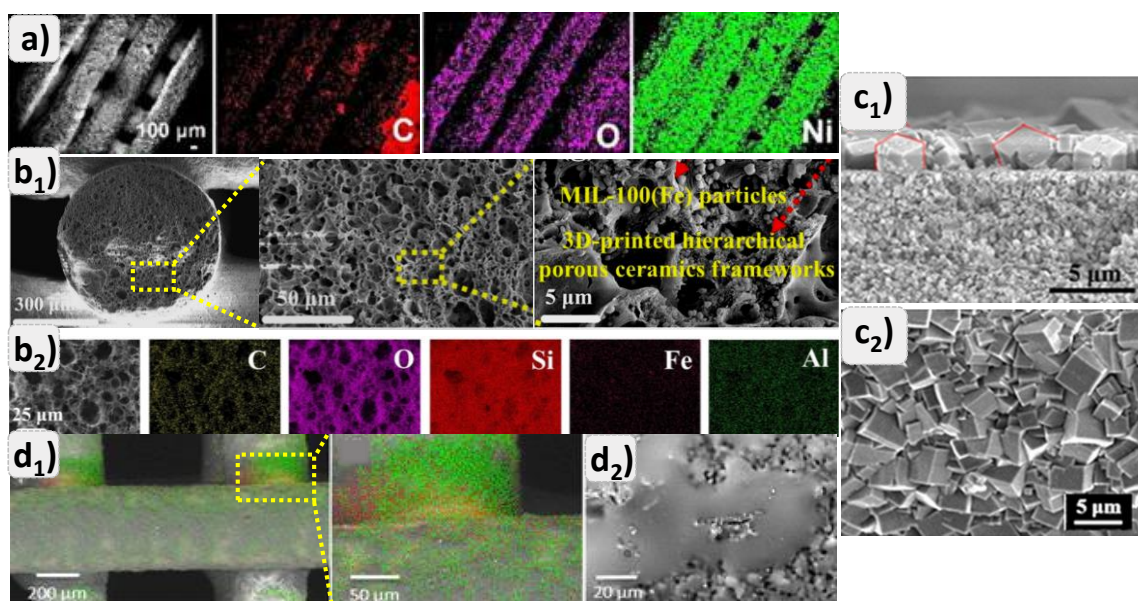 a)
100 µm
C
O
Ni
b1)
300 µm
50 µm
MIL-100(Fe) particles
3D-printed hierarchical
porous ceramics frameworks
5 µm
b2)
25 µm
C
O
Si
Fe
Al
c1)
5 µm
c2)
5 µm
d1)
200 µm
50 µm
d2)
20 µm